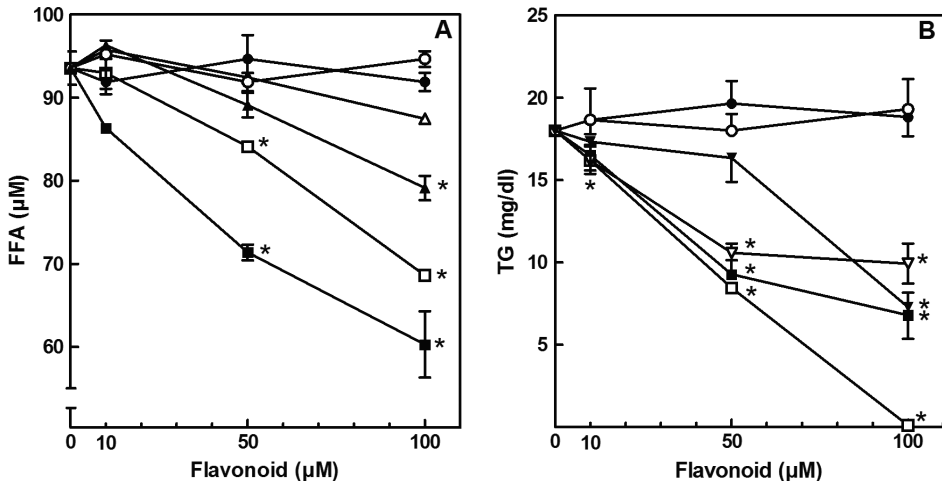 A
FFA (µM)
100
90
80
70
60
* * * * *
0 10 50 100
Flavonoid (µM)
B
TG (mg/dl)
25
20
15
10
5
* * * * * * * *
0 10 50 100
Flavonoid (µM)